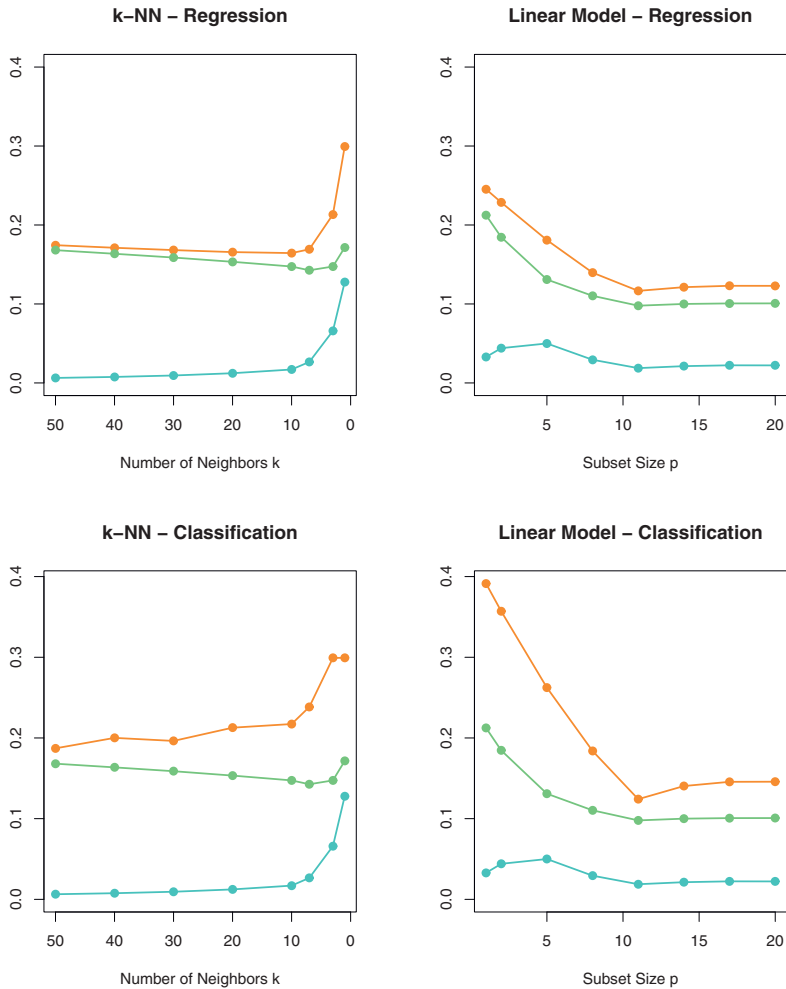 k−NN − Regression
0.0 0.1 0.2 0.3 0.4
50 40 30 20 10 0
Number of Neighbors k
Linear Model − Regression
0.0 0.1 0.2 0.3 0.4
5 10 15 20
Subset Size p
k−NN − Classification
0.0 0.1 0.2 0.3 0.4
50 40 30 20 10 0
Number of Neighbors k
Linear Model − Classification
0.0 0.1 0.2 0.3 0.4
5 10 15 20
Subset Size p